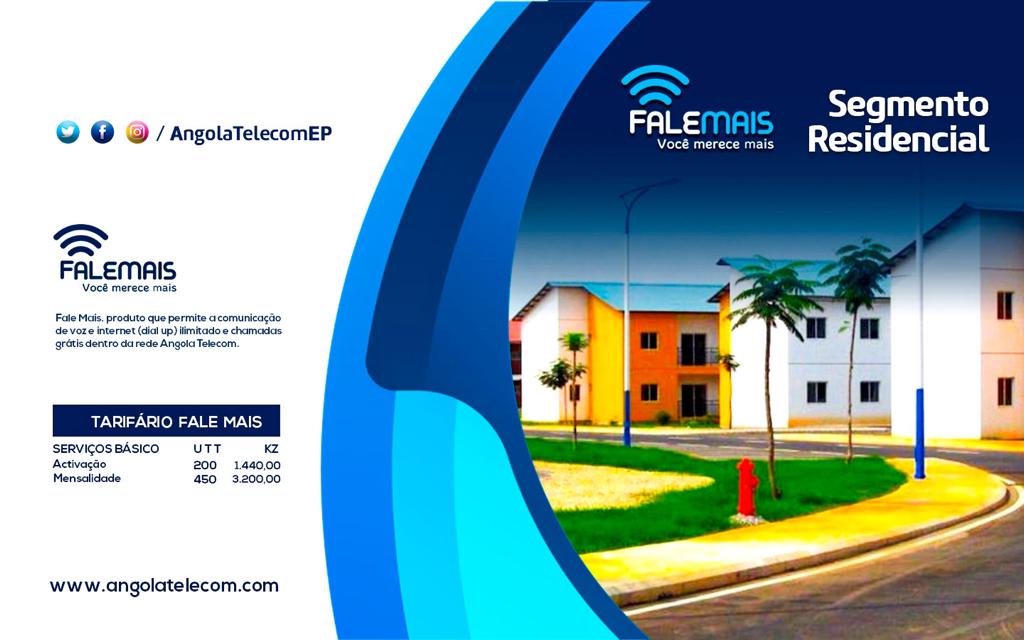 / AngolaTelecomEP
FALEMAIS
Você merece mais
Fale Mais, produto que permite a comunicação
de voz e internet (dial up) ilimitado e chamadas
grátis dentro da rede Angola Telecom.
TARIFÁRIO FALE MAIS
SERVIÇOS BÁSICO UTT KZ
Activação 200 1.440,00
Mensalidade 450 3.200,00
www.angolatelecom.com
FALEMAIS
Você merece mais
Segmento
Residencial